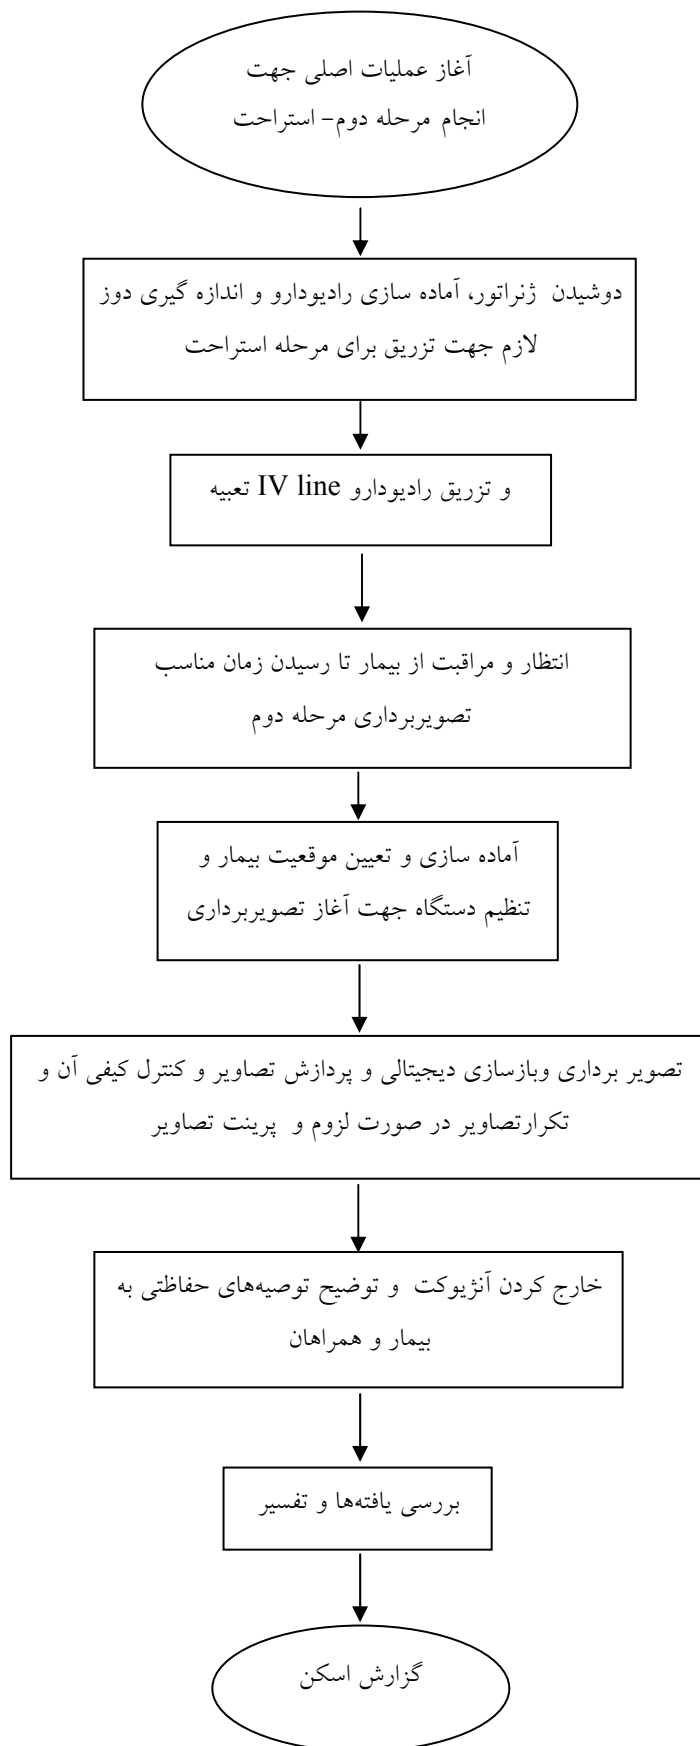 آغاز عملیات اصلی جهت
انجام مرحله دوم- استراحت
دوشیدن ژنراتور، آماده سازی رادیودارو و اندازه گیری دوز
لازم جهت تزریق برای مرحله استراحت
و تزریق رادیودارو IV line تعبیه
انتظار و مراقبت از بیمار تا رسیدن زمان مناسب
تصویربرداری مرحله دوم
آماده سازی و تعیین موقعیت بیمار و
تنظیم دستگاه جهت آغاز تصویربرداری
تصویر برداری وبازسازی دیجیتالی و پردازش تصاویر و کنترل کیفی آن و
تکرارتصاویر در صورت لزوم و پرینت تصاویر
خارج کردن آنژیوکت و توضیح توصیه‌های حفاظتی به
بیمار و همراهان
بررسی یافته‌ها و تفسیر
گزارش اسکن